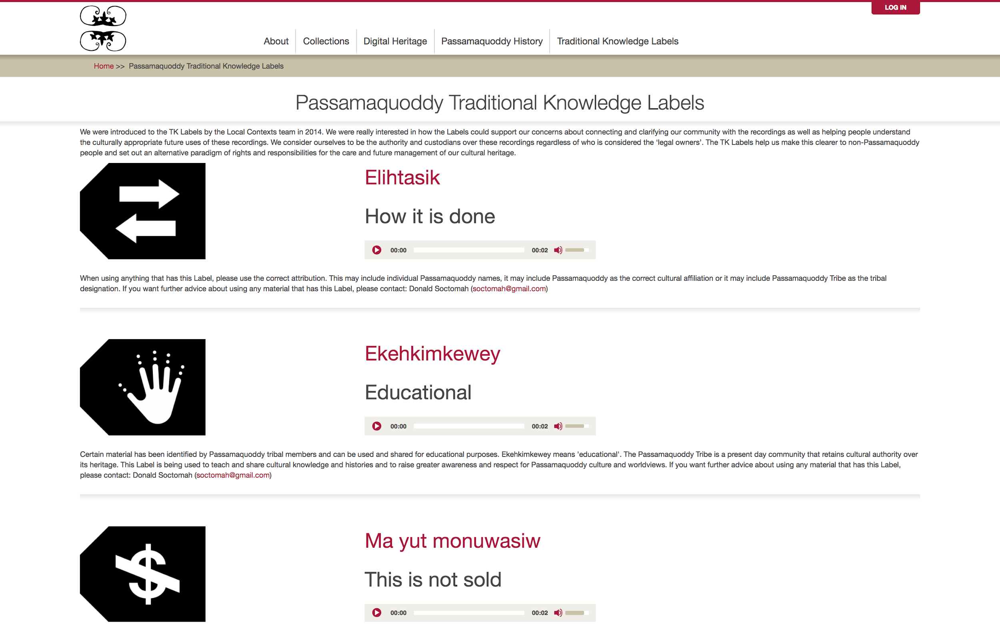 LOG IN
About
Collections
Digital Heritage
Passamaquoddy History
Traditional Knowledge Labels
Home >> Passamaquoddy Traditional Knowledge Labels
Passamaquoddy Traditional Knowledge Labels
We were introduced to the TK Labels by the Local Contexts team in 2014. We were really interested in how the Labels could support our concerns about connecting and clarifying our community with the recordings as well as helping people understand
the culturally appropriate future uses of these recordings. We consider ourselves to be the authority and custodians over these recordings regardless of who is considered the ‘legal owners’. The TK Labels help us make this clearer to non-Passamaquoddy
people and set out an alternative paradigm of rights and responsibilities for the care and future management of our cultural heritage.
Elihtasik
How it is done
00:00 00:02
When using anything that has this Label, please use the correct attribution. This may include individual Passamaquoddy names, it may include Passamaquoddy as the correct cultural affiliation or it may include Passamaquoddy Tribe as the tribal
designation. If you want further advice about using any material that has this Label, please contact: Donald Soctomah (soctomah@gmail.com)
Ekehkimkewey
Educational
00:00 00:02
Certain material has been identified by Passamaquoddy tribal members and can be used and shared for educational purposes. Ekehkimkewey means 'educational'. The Passamaquoddy Tribe is a present day community that retains cultural authority over
its heritage. This Label is being used to teach and share cultural knowledge and histories and to raise greater awareness and respect for Passamaquoddy culture and worldviews. If you want further advice about using any material that has this Label,
please contact: Donald Soctomah (soctomah@gmail.com)
$
Ma yut monuwasiw
This is not sold
00:00 00:02